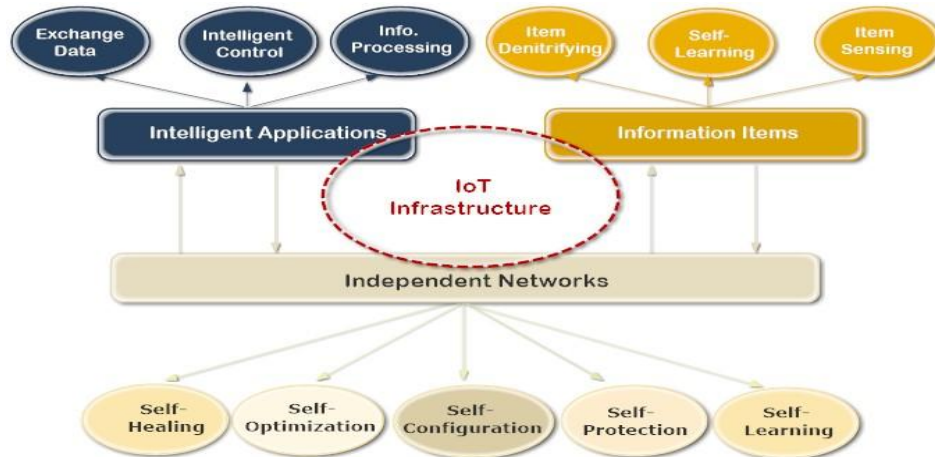 Exchange
Data
Intelligent
Control
Info.
Processing
Item
Denitrifying
Self-
Learning
Item
Sensing
Intelligent Applications
Information Items
IoT
Infrastructure
Independent Networks
Self-
Healing
Self-
Optimization
Self-
Configuration
Self-
Protection
Self-
Learning